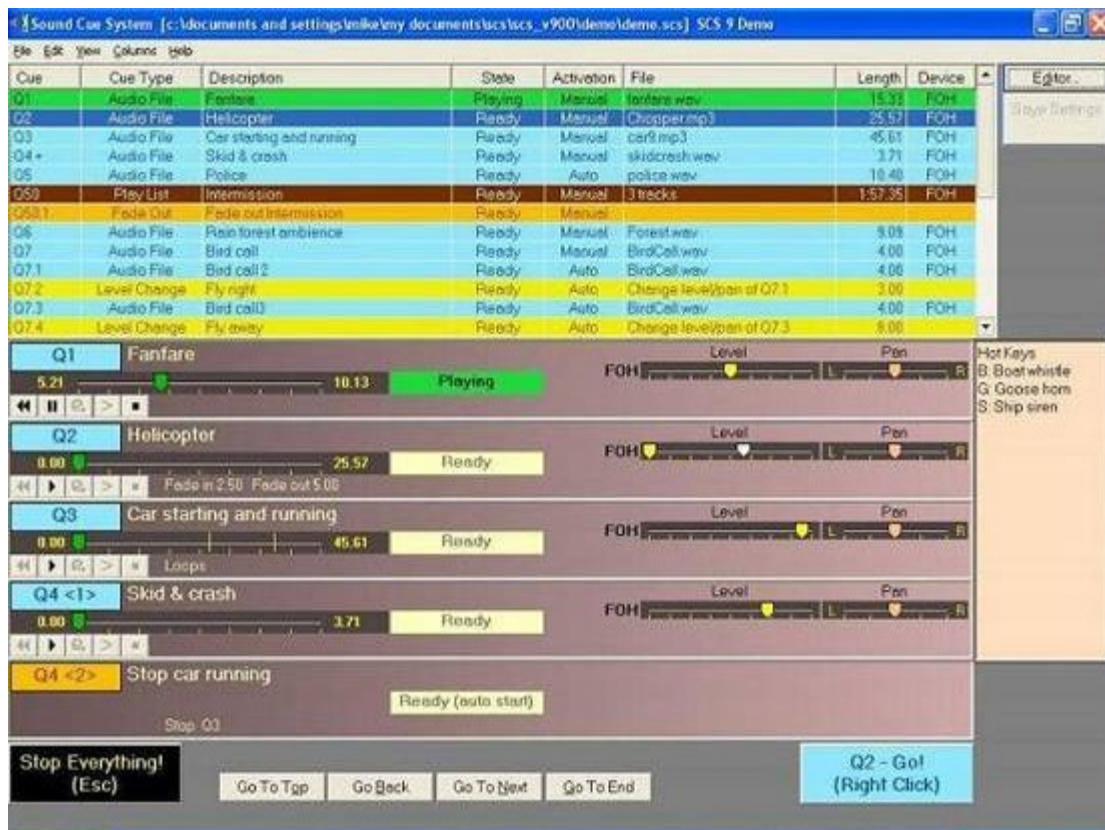 Sound Cue System [c:\documents and settings\mike\my documents\scs\scs_v900\demo\demo.scs] SCS 9 Demo
File Edit View Columns Help
Cue Cue Type Description State Activation File Length Device Editor..
Save Settings
Q1 Audio File Fanfare Playing Manual fanfare.wav 15.33 FOH
Q2 Audio File Helicopter Ready Manual Chopper.mp3 25.57 FOH
Q3 Audio File Car starting and running Ready Manual car9.mp3 45.61 FOH
Q4 + Audio File Skid & crash Ready Manual skidcrash.wav 3.71 FOH
Q5 Audio File Police Ready Auto police.wav 10.40 FOH
Q50 Play List Intermission Ready Manual 3 tracks 1:57.35 FOH
Q50.1 Fade Out Fade out Intermission Ready Manual
Q6 Audio File Rain forest ambience Ready Manual Forest.wav 9.09 FOH
Q7 Audio File Bird call Ready Manual BirdCall.wav 4.00 FOH
Q7.1 Audio File Bird call 2 Ready Auto BirdCall.wav 4.00 FOH
Q7.2 Level Change Fly right Ready Auto Change level/pan of Q7.1 3.00
Q7.3 Audio File Bird call3 Ready Auto BirdCall.wav 4.00 FOH
Q7.4 Level Change Fly away Ready Auto Change level/pan of Q7.3 8.00
Q1 Fanfare Level Pan
5.21 10.13 Playing FOH L R
Q2 Helicopter Level Pan
0.00 25.57 Ready FOH L R
Fade in 2.50 Fade out 5.00
Q3 Car starting and running Level Pan
0.00 45.61 Ready FOH L R
Loops
Q4 <1> Skid & crash Level Pan
0.00 3.71 Ready FOH L R
Q4 <2> Stop car running
Ready (auto start)
Stop Q3
Hot Keys
B: Boat whistle
G: Goose horn
S: Ship siren
Stop Everything!
(Esc)
Go To Top Go Back Go To Next Go To End
Q2 - Go!
(Right Click)